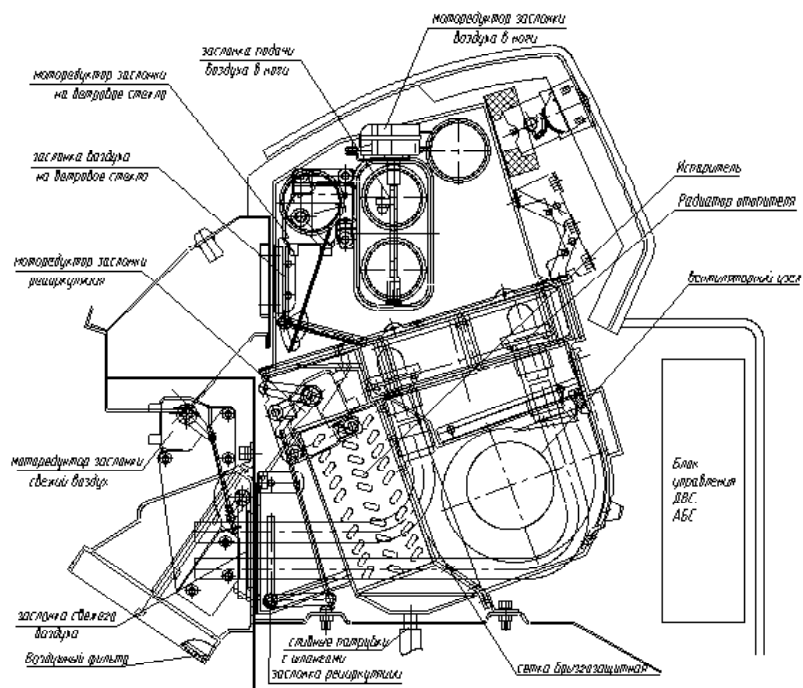 моторедуктор заслонки
воздуха в ноги
заслонка подачи
воздуха в ноги
моторедуктор заслонки
на ветровое стекло
заслонка воздуха
на ветровое стекло
Испаритель
Радиатор отопителя
моторедуктор заслонки
рециркуляция
вентиляторный узел
моторедуктор заслонки
свежий воздух
Блок
управления
ДВС.
АБС
заслонка свежего
воздуха
Воздушный фильтр
сливные патрубки
с шлангами
заслонка рециркуляции
сетка брызгозащитная